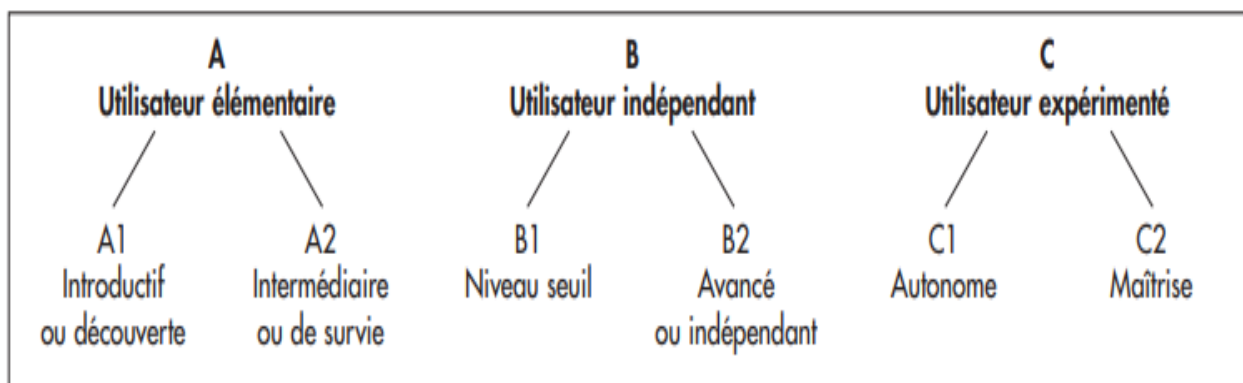 A
Utilisateur élémentaire
B
Utilisateur indépendant
C
Utilisateur expérimenté
A1
Introductif
ou découverte
A2
Intermédiaire
ou de survie
B1
Niveau seuil
B2
Avancé
ou indépendant
C1
Autonome
C2
Maîtrise